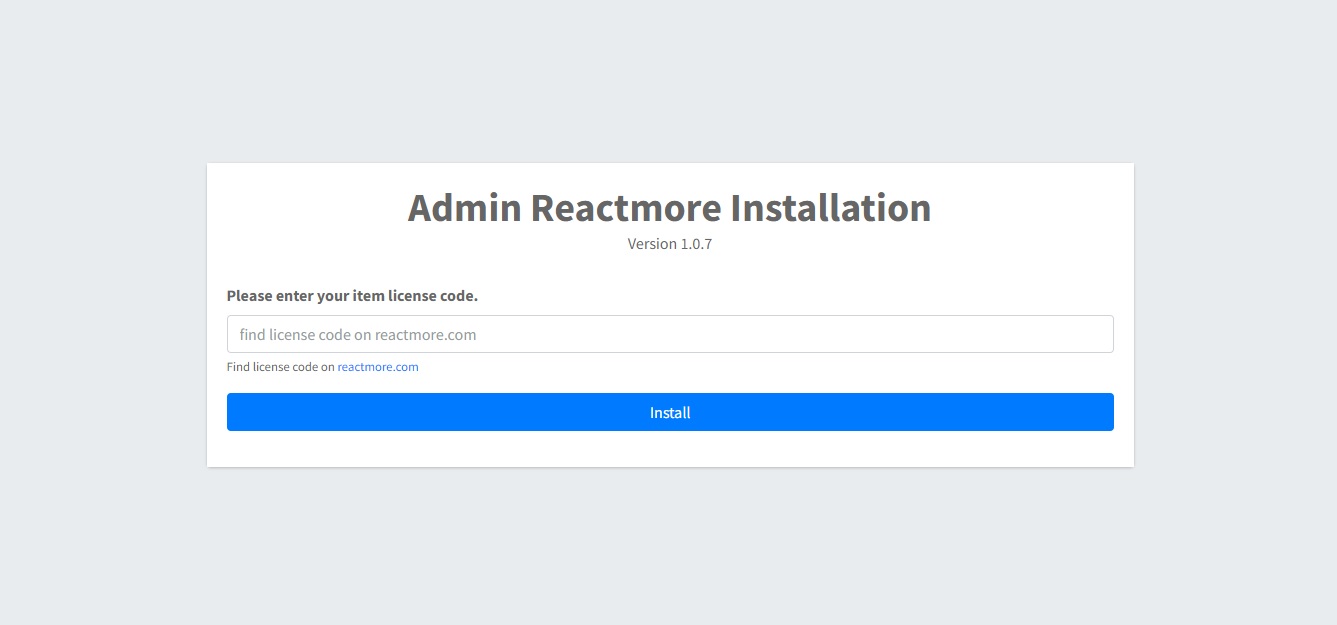 Admin Reactmore Installation
Version 1.0.7
Please enter your item license code.
find license code on reactmore.com
Find license code on reactmore.com
Install